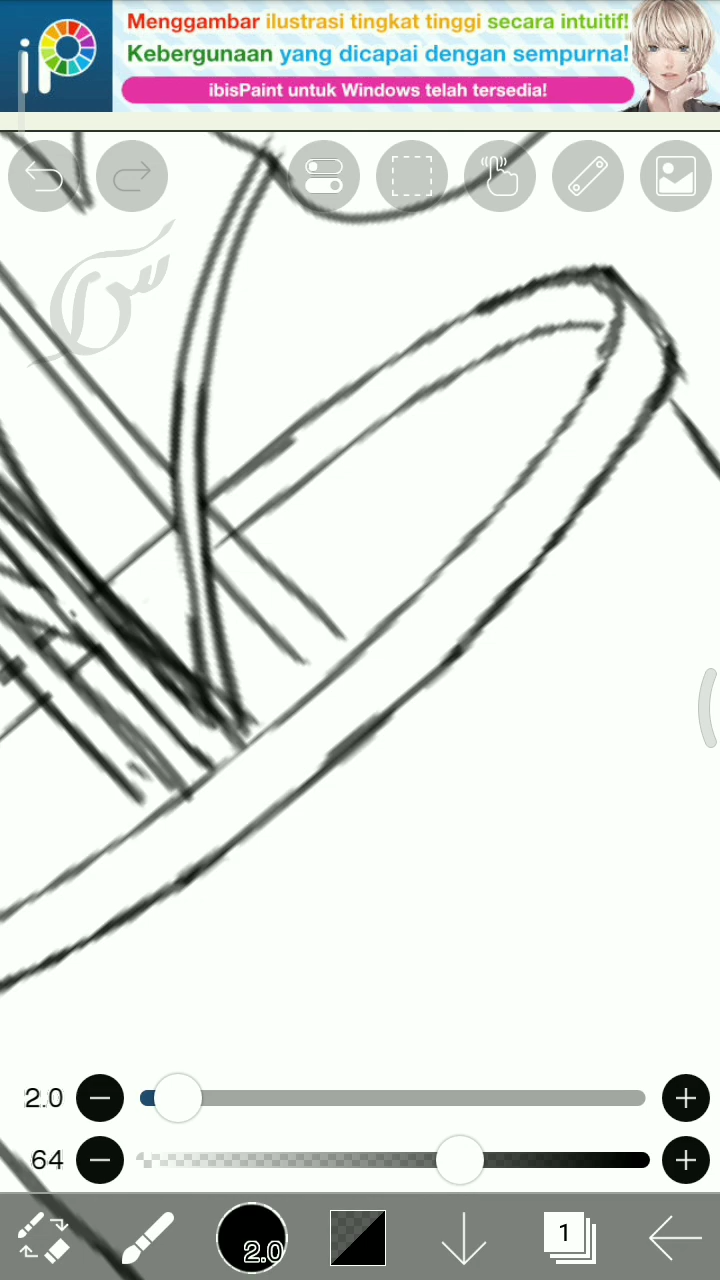 iP
Menggambar ilustrasi tingkat tinggi secara intuitif!
Kebergunaan yang dicapai dengan sempurna!
ibisPaint untuk Windows telah tersedia!
2.0
64
2.0
1